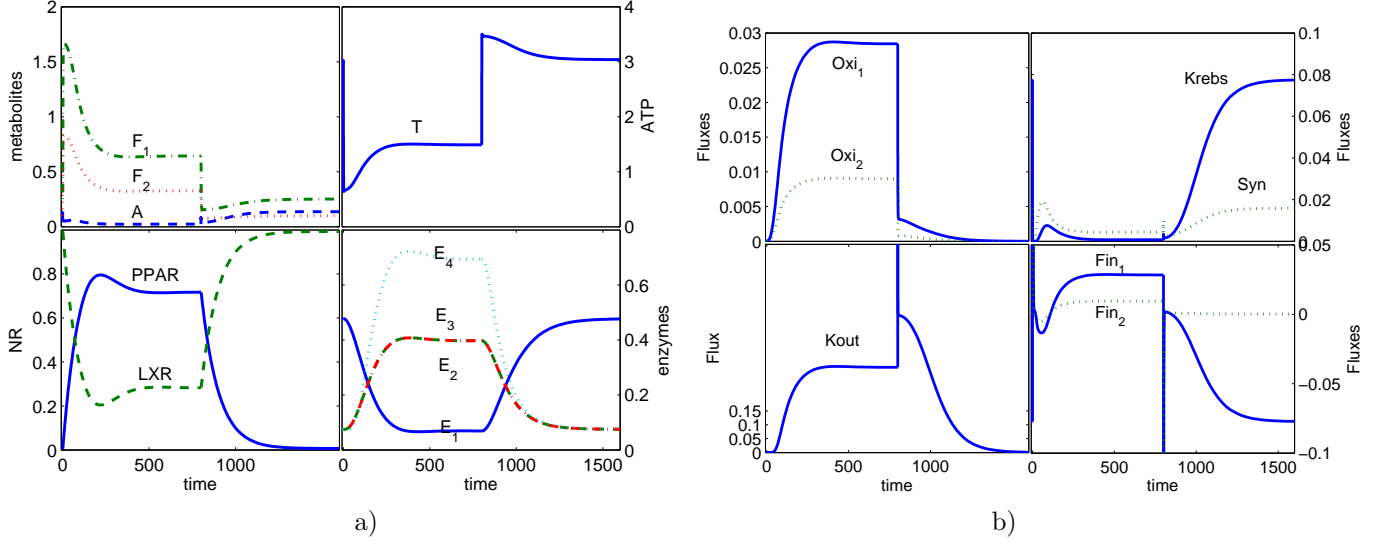 2
1.5
1
0.5
0
metabolites
F1
F2
A
4
3
2
1
0
ATP
T
0.8
0.6
0.4
0.2
0
NR
PPAR
LXR
0 500 1000
time
0.6
0.4
0.2
0
enzymes
E4
E3
E2
E1
0 500 1000 1500
time
a)
0.03
0.025
0.02
0.015
0.01
0.005
0
Fluxes
Oxi1
Oxi2
0.1
0.08
0.06
0.04
0.02
0
Fluxes
Krebs
Syn
0.15
0.1
0.05
0
Flux
Kout
0 500 1000
time
0.05
0
−0.05
−0.1
Fluxes
Fin1
Fin2
0 500 1000 1500
time
b)